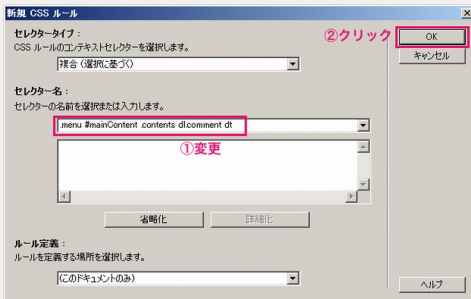 新規 CSS ルール
セレクタータイプ：
CSS ルールのコンテキストセレクターを選択します。
複合 (選択に基づく)
②クリック
OK
キャンセル
セレクター名：
セレクターの名前を選択または入力します。
.menu #mainContent .contents dl.comment dt
①変更
省略化
詳細化
ルール定義：
ルールを定義する場所を選択します。
(このドキュメントのみ)
ヘルプ